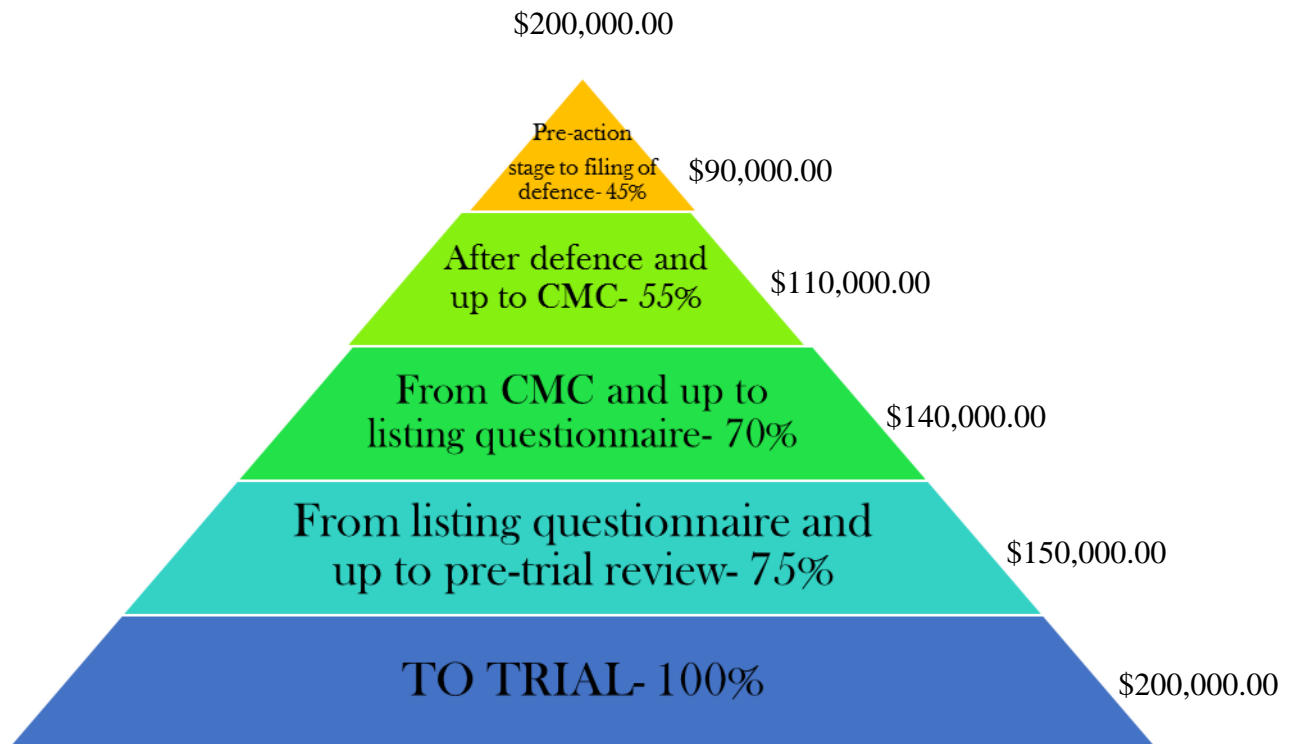 $200,000.00
Pre-action
stage to filing of
defence- 45%
$90,000.00
After defence and
up to CMC- 55%
$110,000.00
From CMC and up to
listing questionnaire- 70%
$140,000.00
From listing questionnaire and
up to pre-trial review- 75%
$150,000.00
TO TRIAL- 100%
$200,000.00